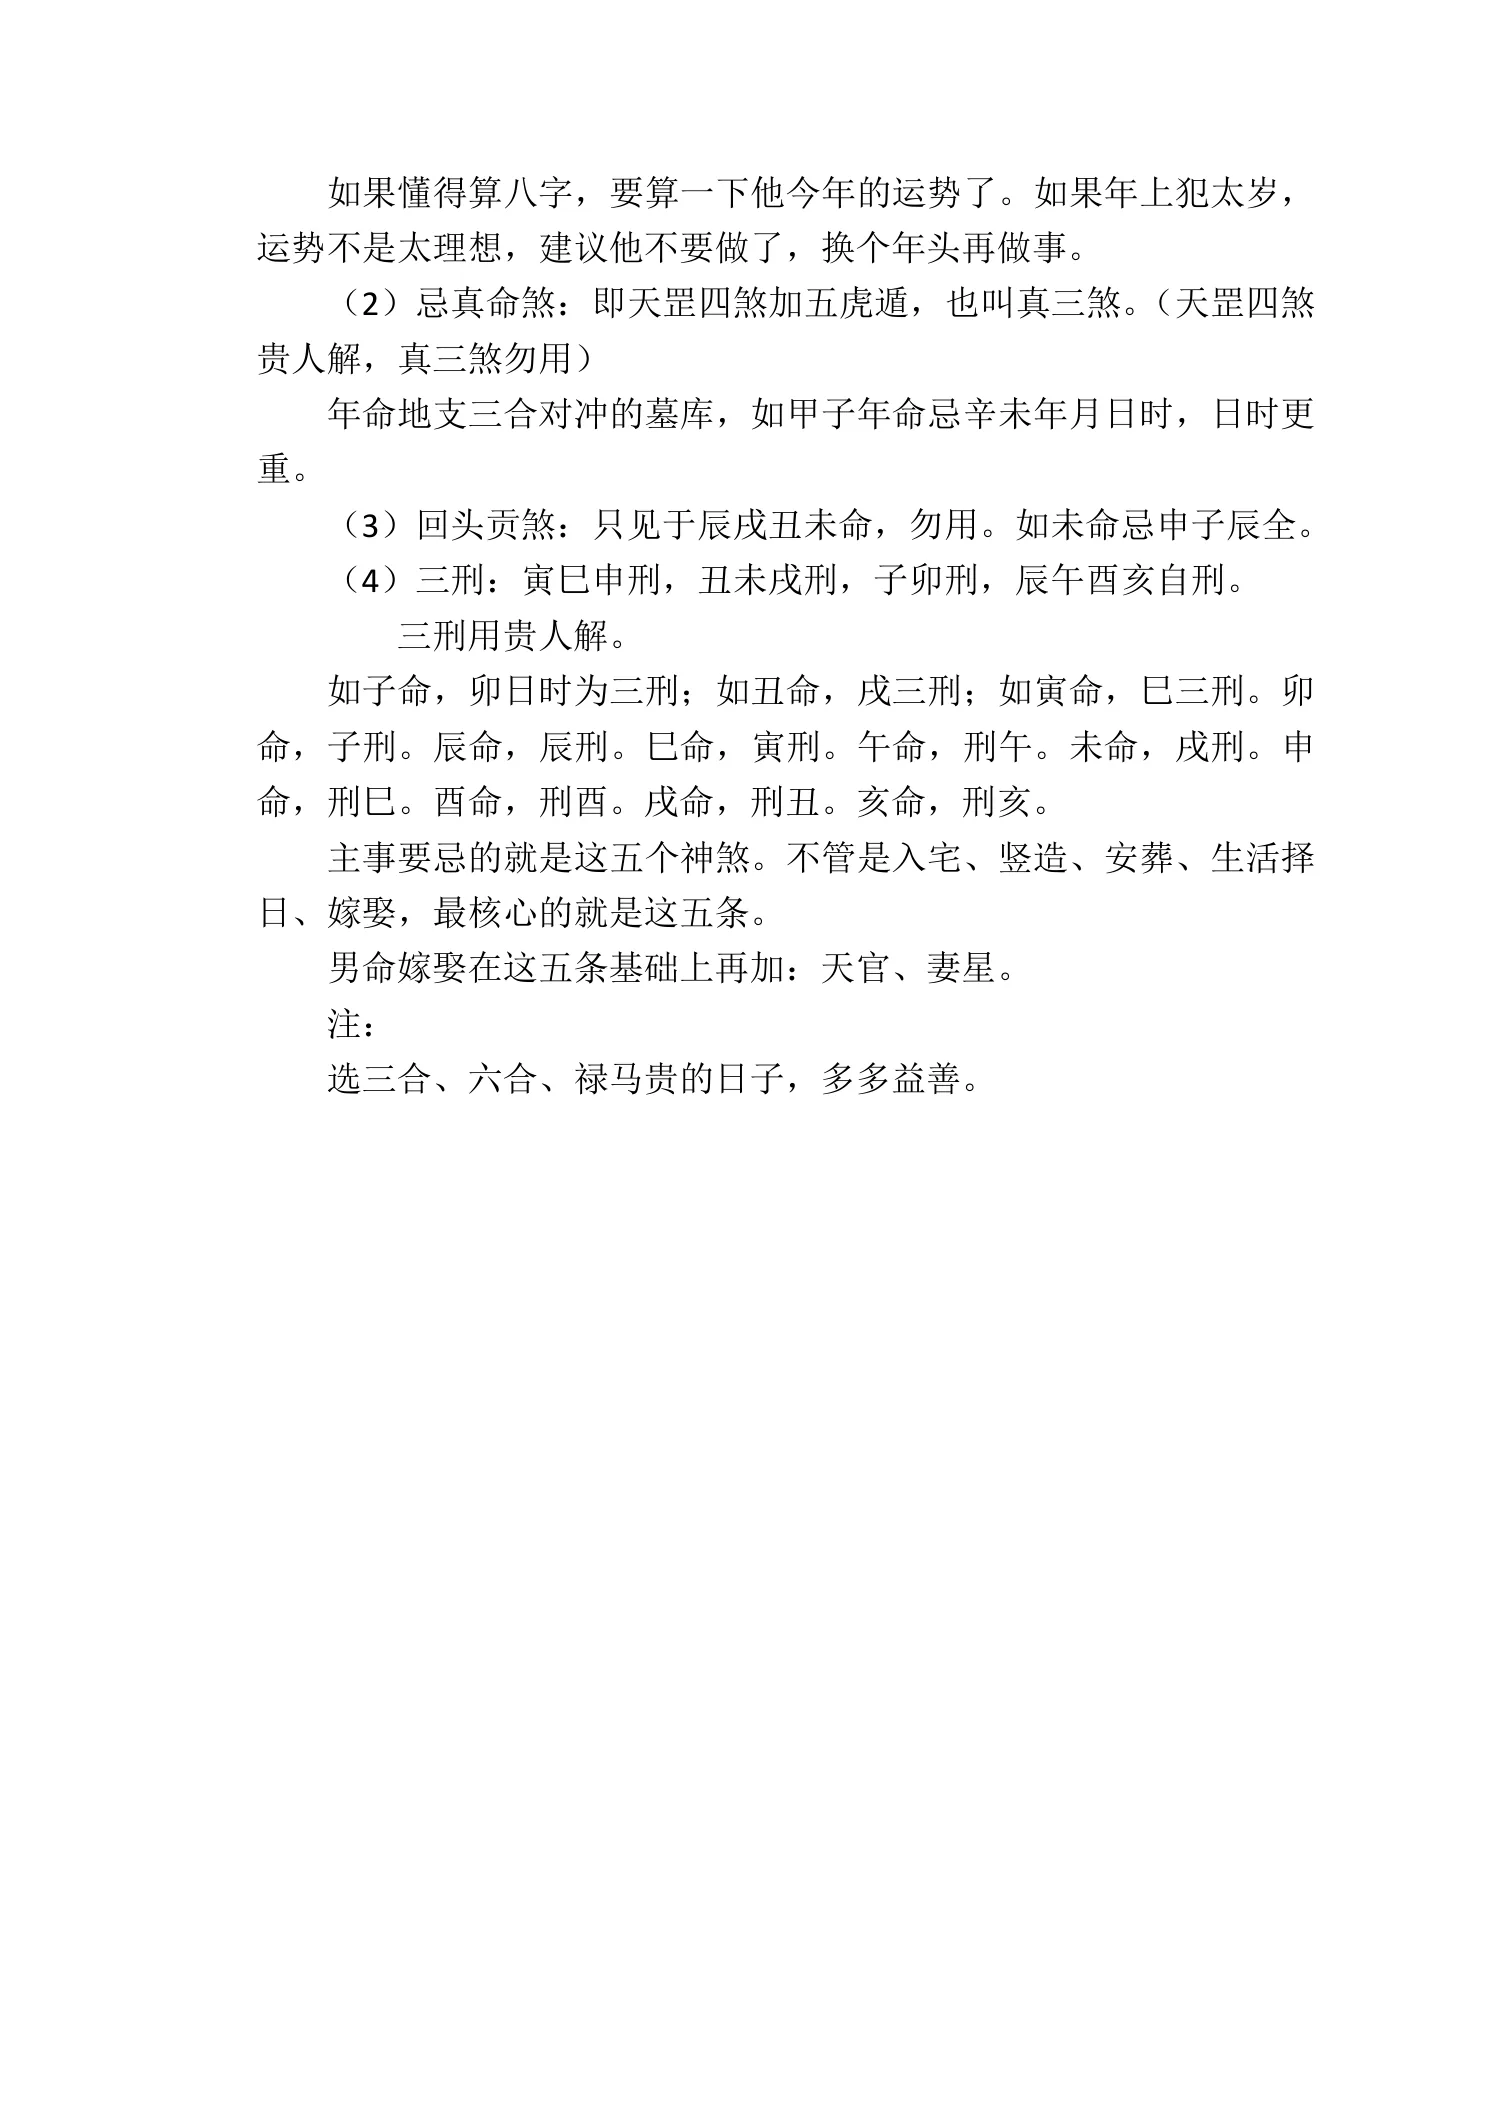 如果懂得算八字，要算一下他今年的运势了。如果年上犯太岁，
运势不是太理想，建议他不要做了，换个年头再做事。
（2）忌真命煞：即天罡四煞加五虎遁，也叫真三煞。（天罡四煞
贵人解，真三煞勿用）
年命地支三合对冲的墓库，如甲子年命忌辛未年月日时，日时更
重。
（3）回头贡煞：只见于辰戌丑未命，勿用。如未命忌申子辰全。
（4）三刑：寅巳申刑，丑未戌刑，子卯刑，辰午酉亥自刑。
三刑用贵人解。
如子命，卯日时为三刑；如丑命，戌三刑；如寅命，巳三刑。卯
命，子刑。辰命，辰刑。巳命，寅刑。午命，刑午。未命，戌刑。申
命，刑巳。酉命，刑酉。戌命，刑丑。亥命，刑亥。
主事要忌的就是这五个神煞。不管是入宅、竖造、安葬、生活择
日、嫁娶，最核心的就是这五条。
男命嫁娶在这五条基础上再加：天官、妻星。
注：
选三合、六合、禄马贵的日子，多多益善。